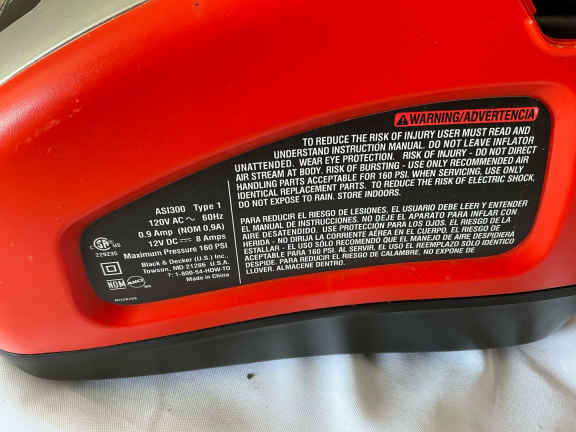 WARNING/ADVERTENCIA
TO REDUCE THE RISK OF INJURY USER MUST READ AND
UNDERSTAND INSTRUCTION MANUAL. DO NOT LEAVE INFLATOR
UNATTENDED. WEAR EYE PROTECTION. RISK OF INJURY - DO NOT DIRECT
AIR STREAM AT BODY. RISK OF BURSTING - USE ONLY RECOMMENDED AIR
HANDLING PARTS ACCEPTABLE FOR 160 PSI. WHEN SERVICING, USE ONLY
IDENTICAL REPLACEMENT PARTS. TO REDUCE THE RISK OF ELECTRIC SHOCK,
DO NOT EXPOSE TO RAIN. STORE INDOORS.
PARA REDUCIR EL RIESGO DE LESIONES, EL USUARIO DEBE LEER Y ENTENDER
EL MANUAL DE INSTRUCCIONES. NO DEJE EL APARATO PARA INFLAR CON
AIRE DESATENDIDO. USE PROTECCIÓN PARA LOS OJOS. EL RIESGO DE LA
HERIDA - NO DIRIJA LA CORRIENTE AÉREA EN EL CUERPO. EL RIESGO DE
ESTALLAR - EL USO SÓLO RECOMENDÓ QUE EL MANEJO DE AIRE DESPIDIERA
ACEPTABLE PARA 160 PSI. AL SERVIR, EL USO EL REEMPLAZO SÓLO IDÉNTICO
DESPIDE. PARA REDUCIR EL RIESGO DE CALAMBRE, NO EXPONE DE
LLOVER. ALMACENE DENTRO.
ASI300 Type 1
120V AC ~ 60Hz
0.9 Amp (NOM 0.9A)
12V DC 8 Amps
Maximum Pressure 160 PSI
Black & Decker (U.S.) Inc.,
Towson, MD 21286 U.S.A.
?: 1-800-54-HOW-TO
Made in China
US
229235
NOM